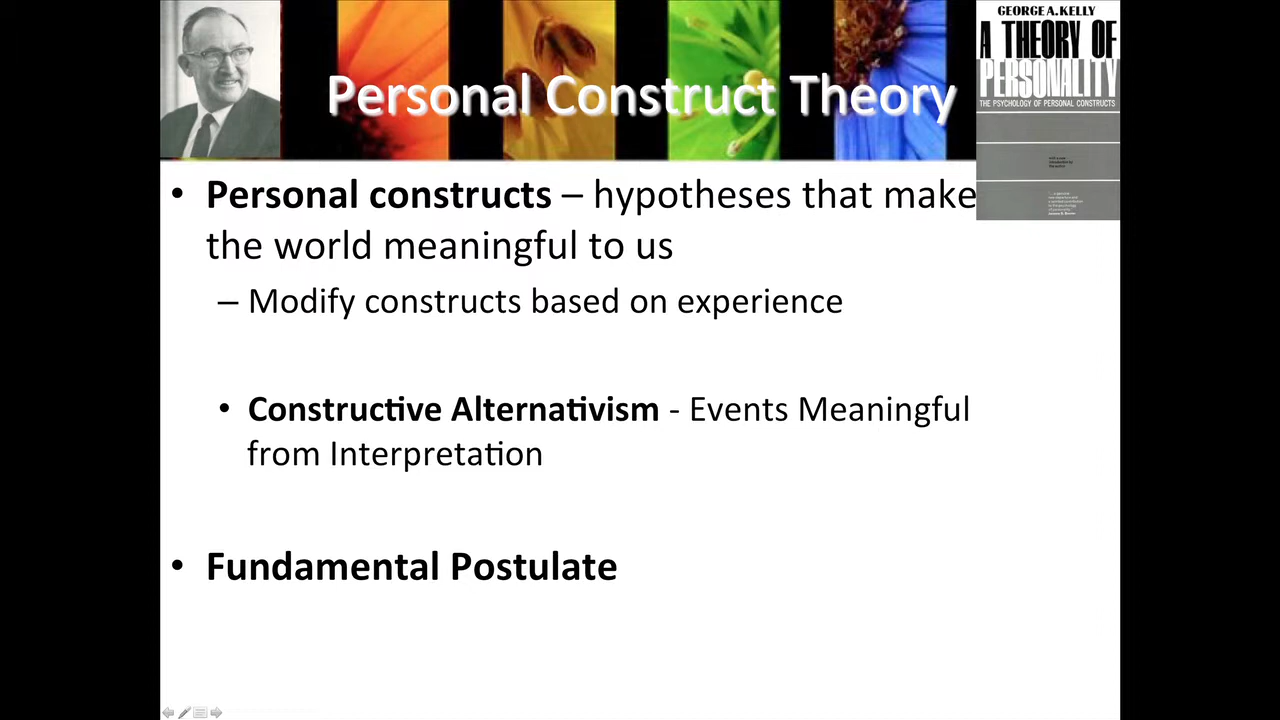 Personal Construct Theory
GEORGE A. KELLY
A THEORY OF
PERSONALITY
THE PSYCHOLOGY OF PERSONAL CONSTRUCTS
• Personal constructs – hypotheses that make
the world meaningful to us
– Modify constructs based on experience
• Constructive Alternativism - Events Meaningful
from Interpretation
• Fundamental Postulate